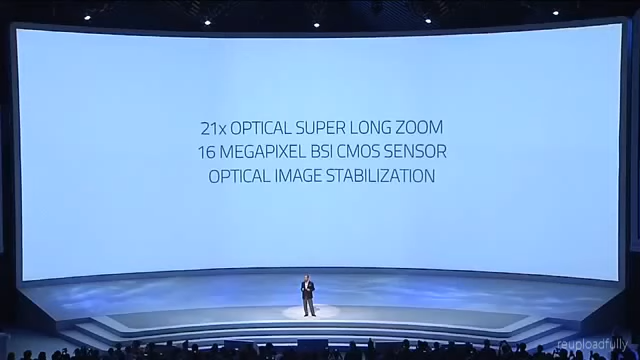 21x OPTICAL SUPER LONG ZOOM
16 MEGAPIXEL BSI CMOS SENSOR
OPTICAL IMAGE STABILIZATION
reuploadfully